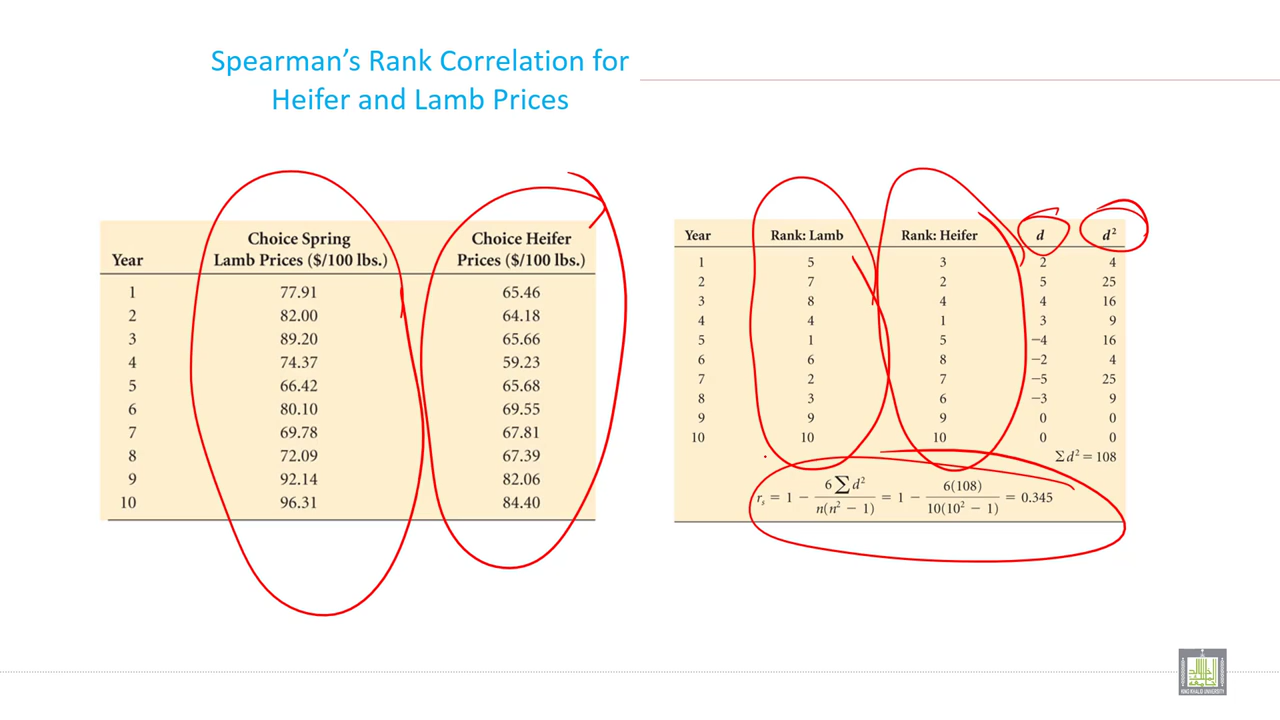 Spearman's Rank Correlation for
Heifer and Lamb Prices
Choice Spring Choice Heifer
Year Lamb Prices ($/100 lbs.) Prices ($/100 lbs.)
1 77.91 65.46
2 82.00 64.18
3 89.20 65.66
4 74.37 59.23
5 66.42 65.68
6 80.10 69.55
7 69.78 67.81
8 72.09 67.39
9 92.14 82.06
10 96.31 84.40
Year Rank: Lamb Rank: Heifer d d²
1 5 3 2 4
2 7 2 5 25
3 8 4 4 16
4 4 1 3 9
5 1 5 −4 16
6 6 8 −2 4
7 2 7 −5 25
8 3 6 −3 9
9 9 9 0 0
10 10 10 0 0
Σd² = 108
rₛ = 1 − 6∑d² / n(n² − 1) = 1 − 6(108) / 10(10² − 1) = 0.345
KING KHALID UNIVERSITY